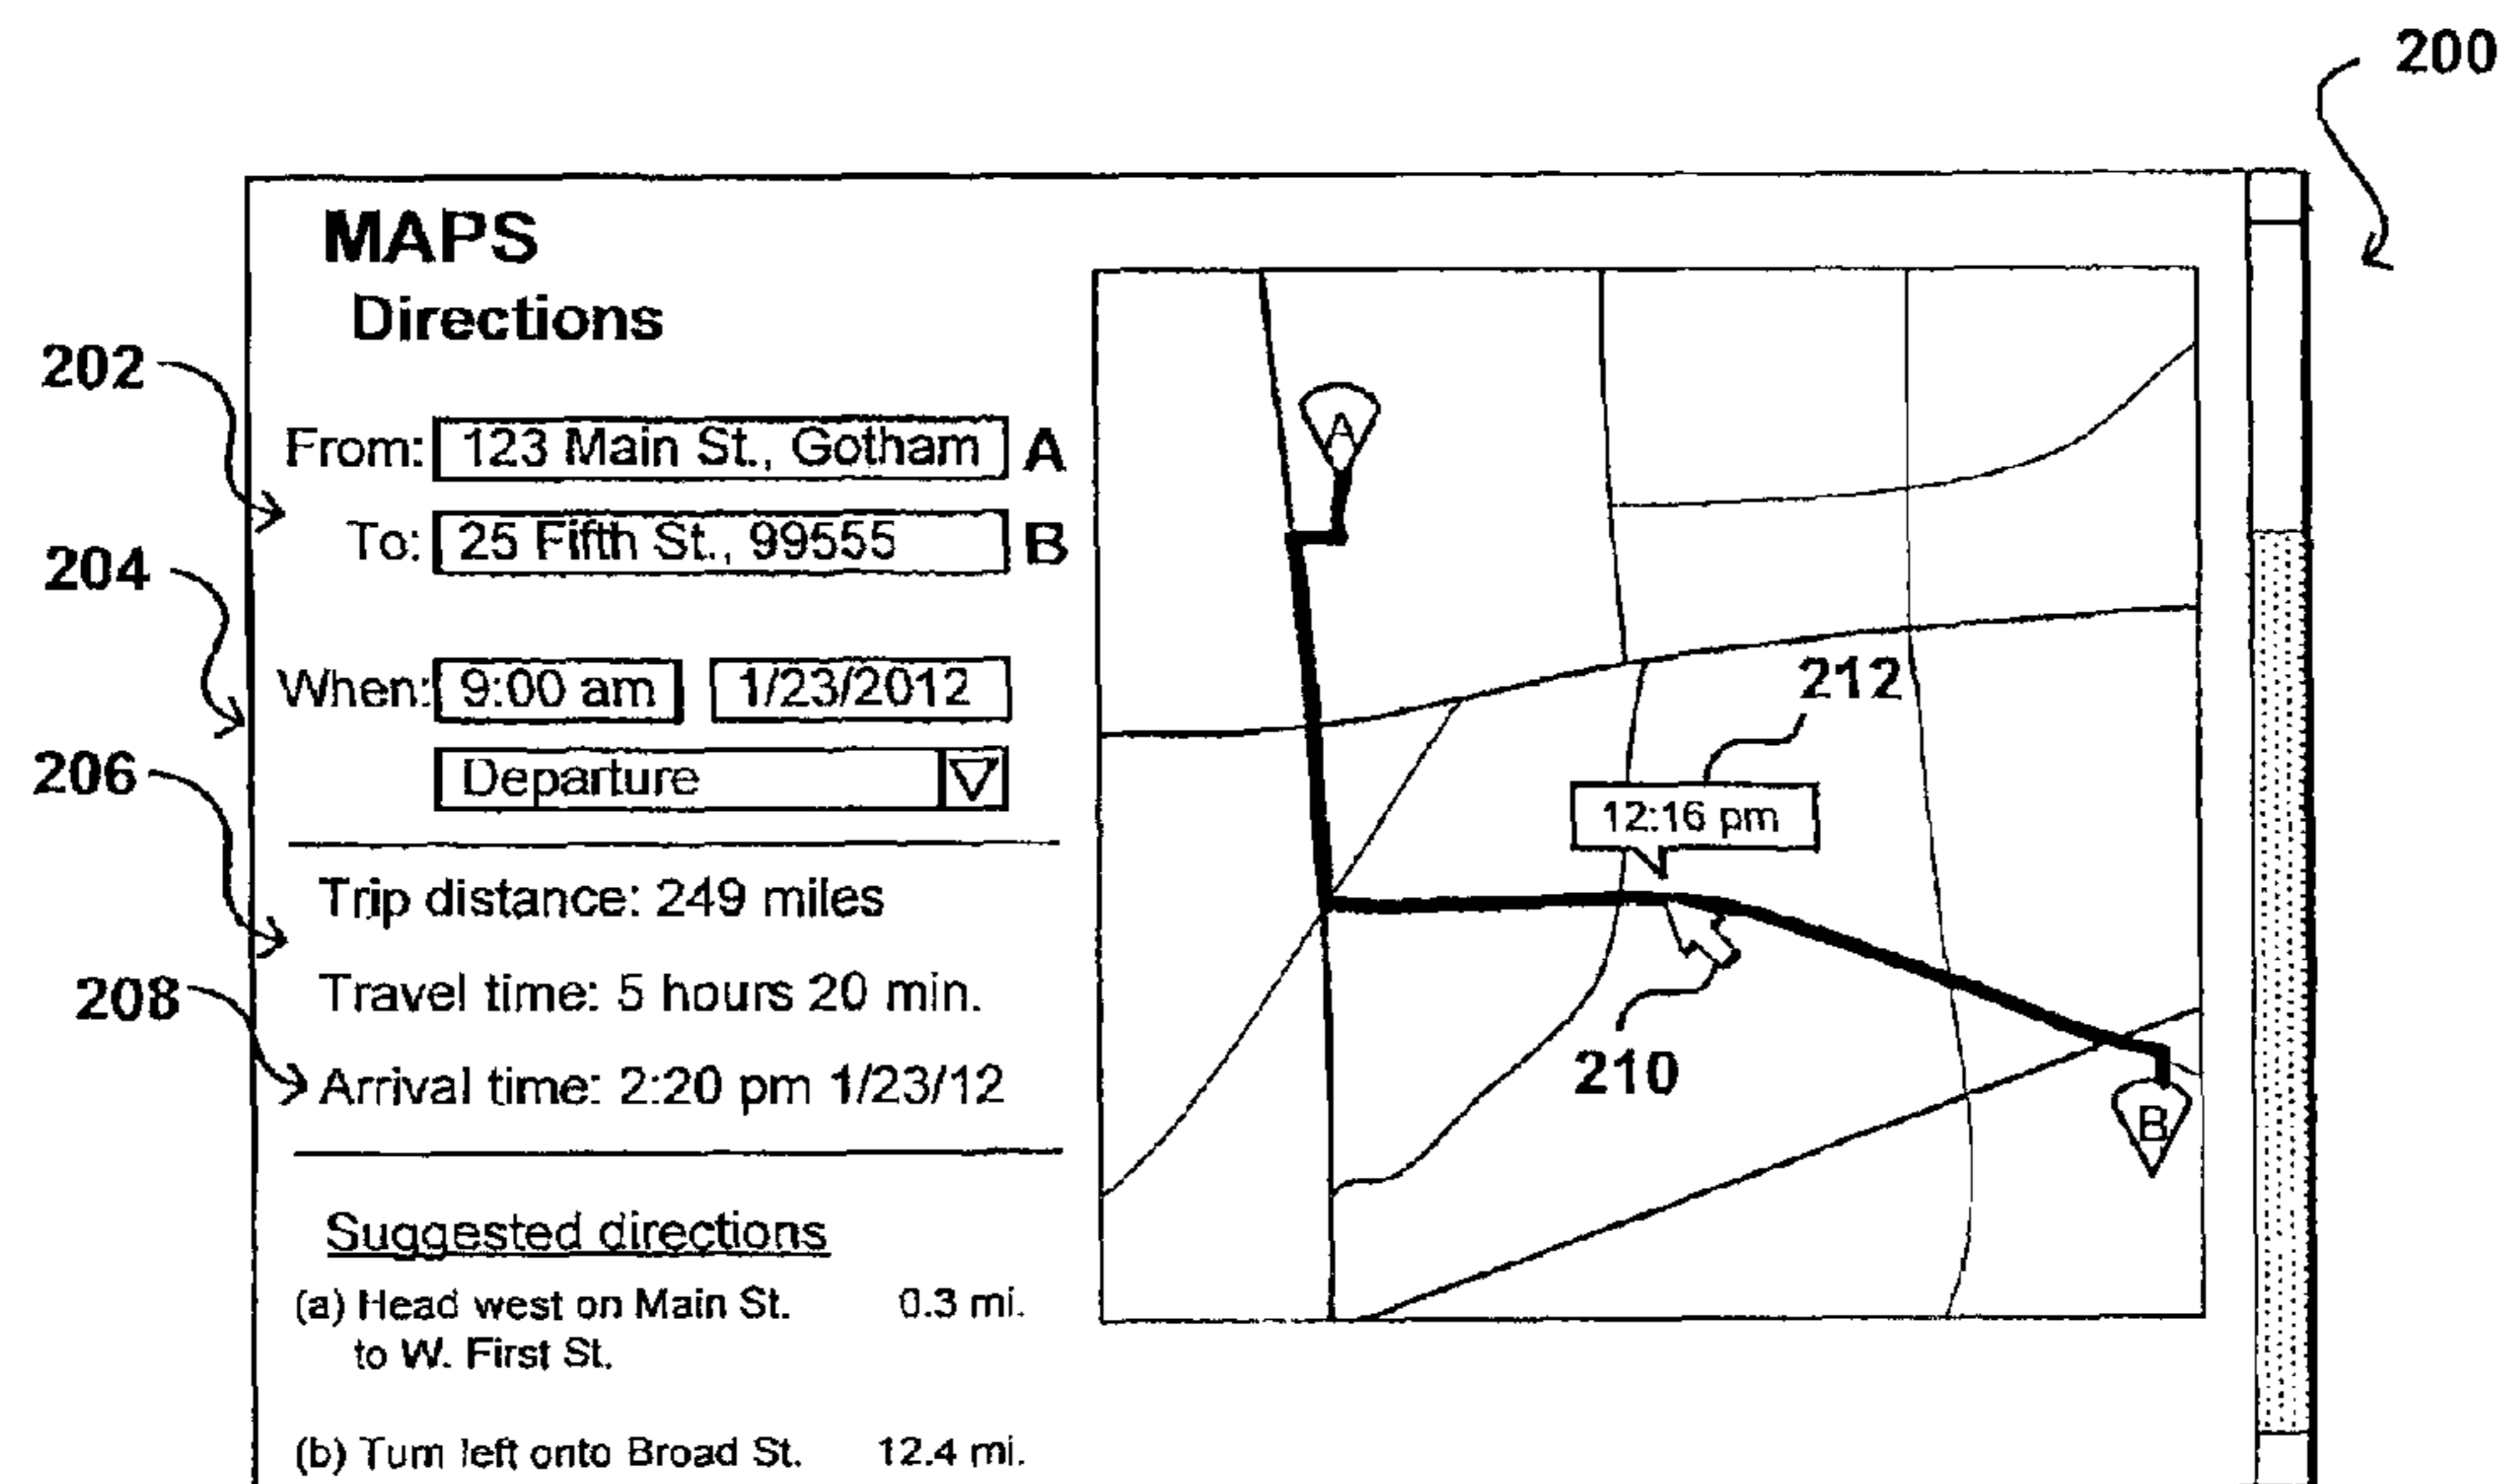 200
MAPS
Directions
202
From: 123 Main St., Gotham A
To: 25 Fifth St., 99555 B
204
When: 9:00 am 1/23/2012
206
Departure
Trip distance: 249 miles
Travel time: 5 hours 20 min.
208
Arrival time: 2:20 pm 1/23/12
Suggested directions
(a) Head west on Main St. 0.3 mi.
to W. First St.
(b) Turn left onto Broad St. 12.4 mi.
A
212
12:16 pm
210
B